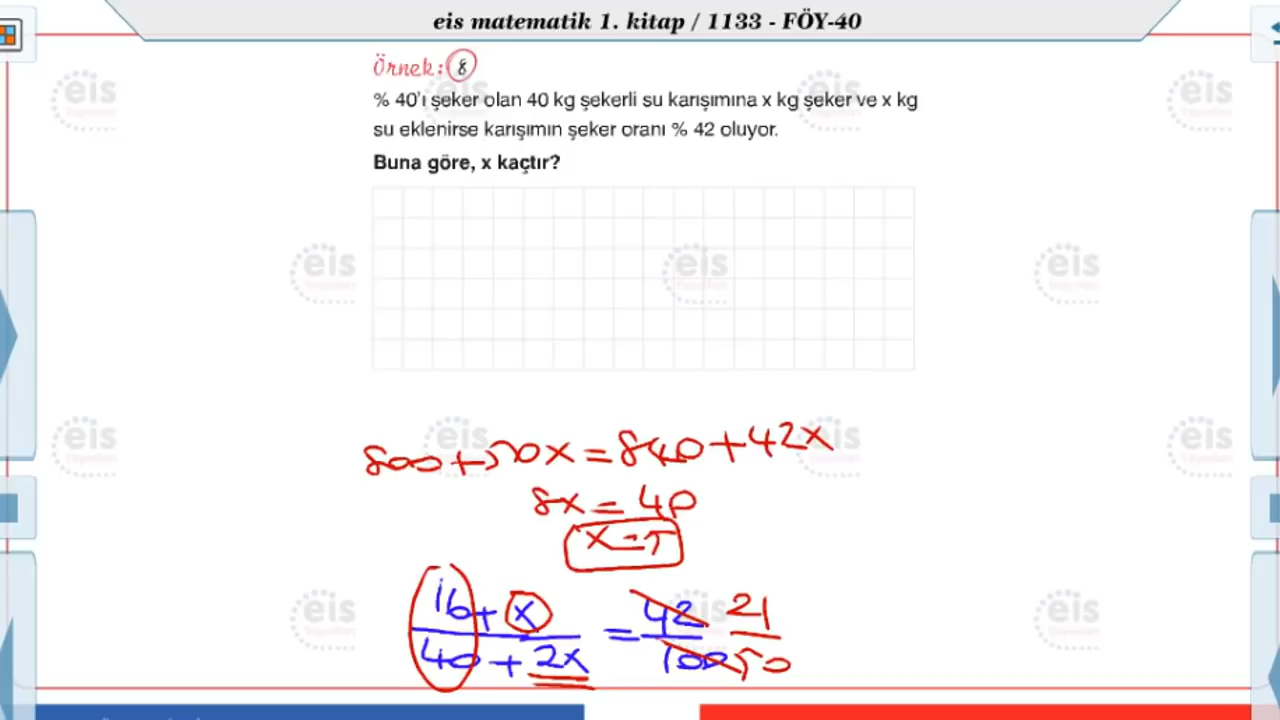 eis matematik 1. kitap / 1133 - FÖY-40
Örnek: 8
% 40'ı şeker olan 40 kg şekerli su karışımına x kg şeker ve x kg
su eklenirse karışımın şeker oranı % 42 oluyor.
Buna göre, x kaçtır?
800+50x=840+42x
8x=40
x=5
16+x = 42 21
40+2x 100 50
eis